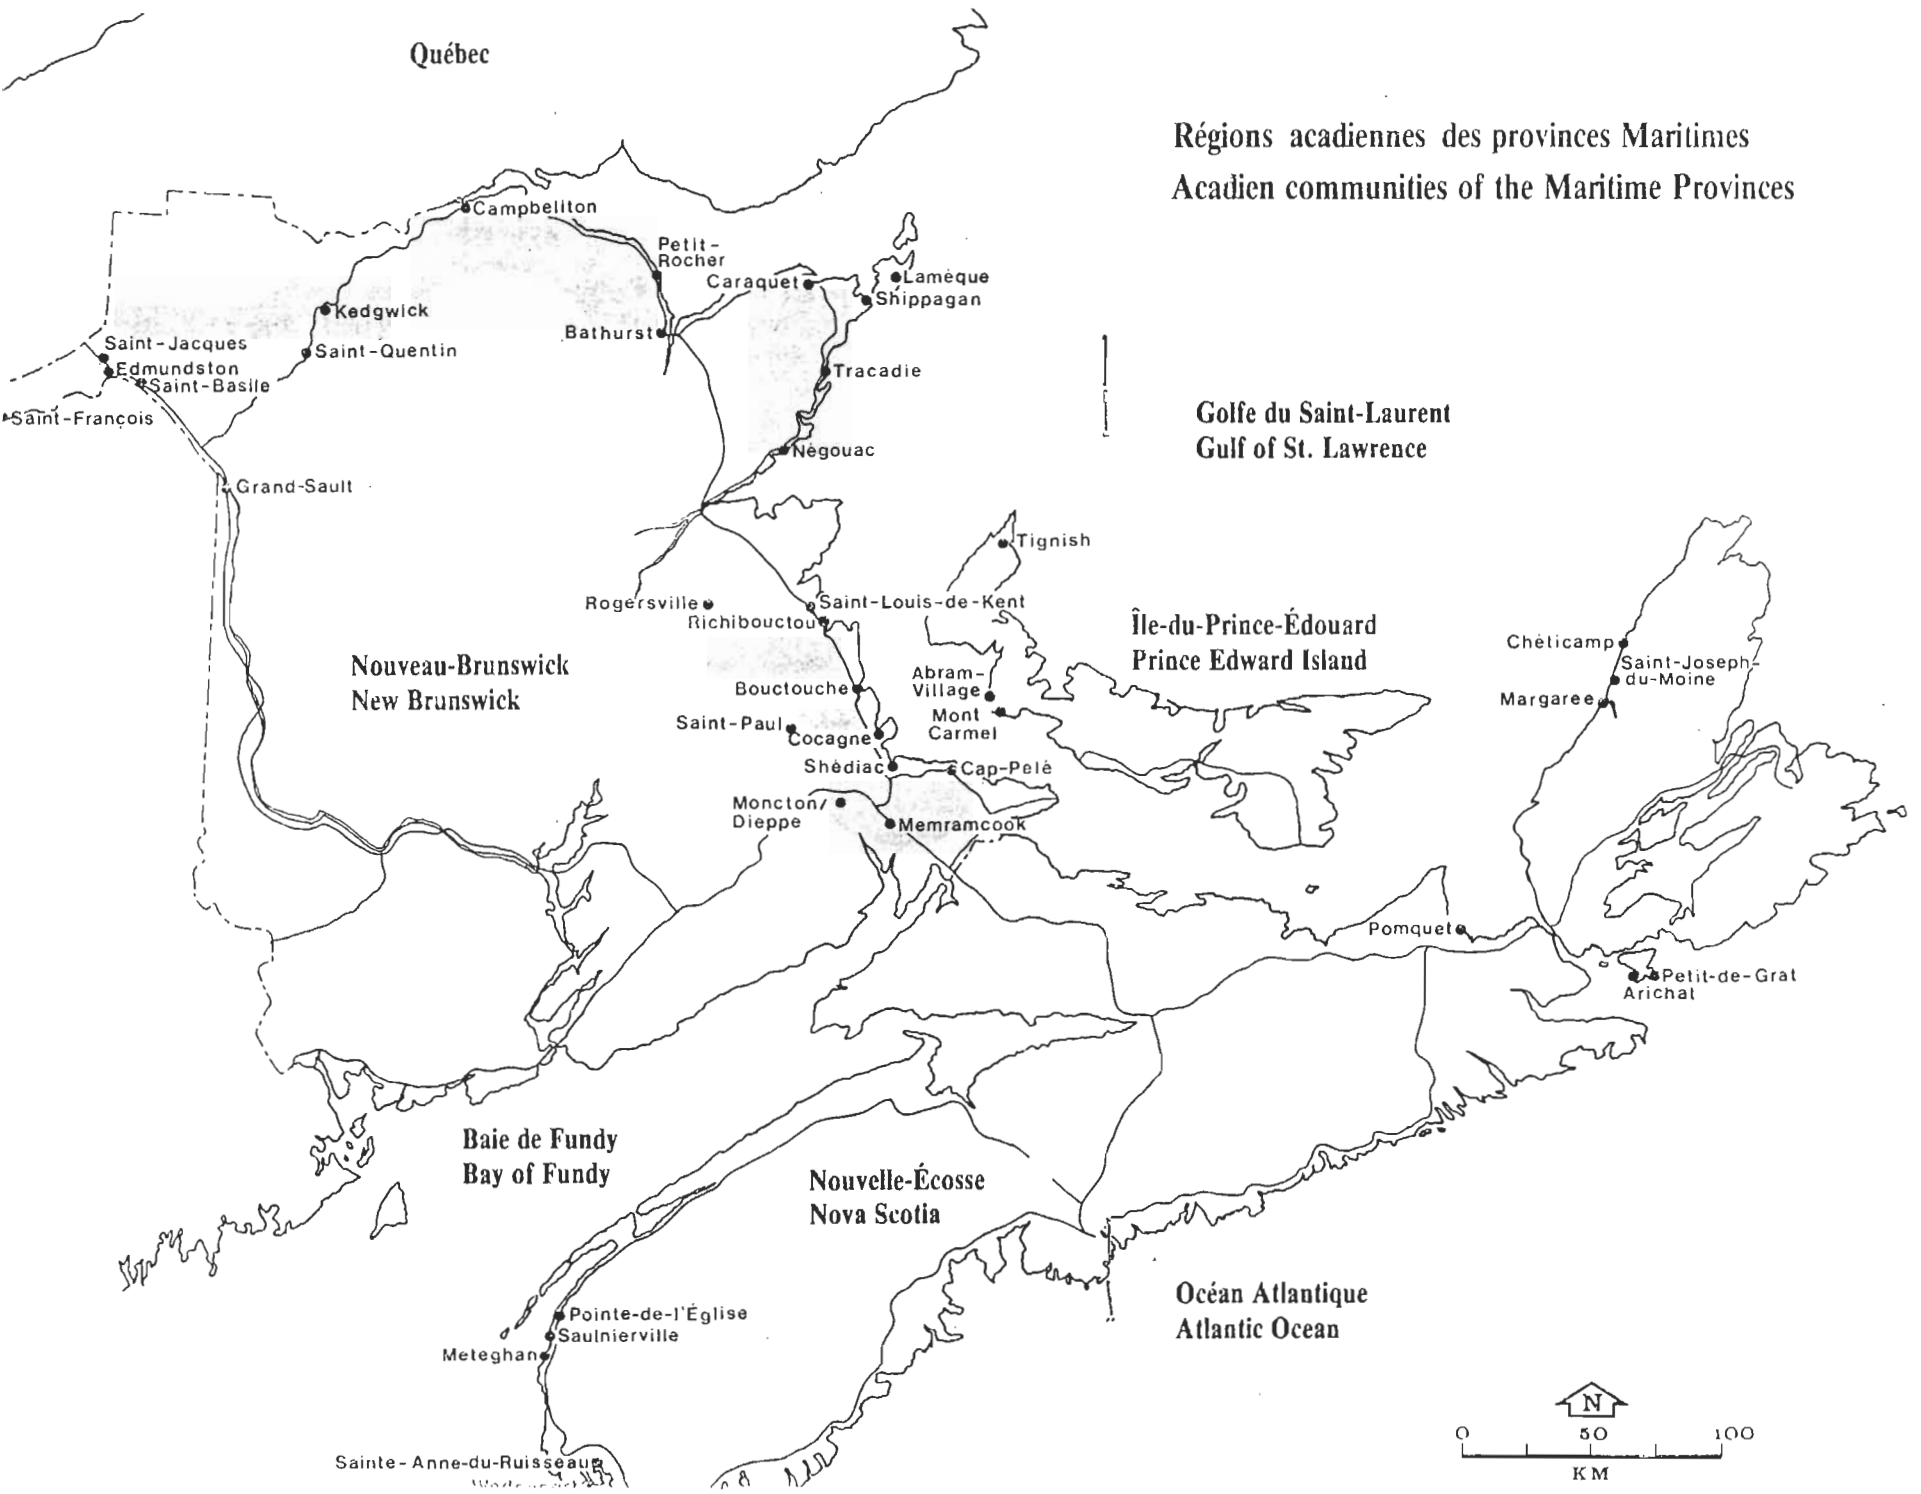 Québec
Régions acadiennes des provinces Maritimes
Acadien communities of the Maritime Provinces
Campbellton
Petit-
Rocher
Caraquet
Lamèque
Shippagan
Kedgwick
Bathurst
Saint-Jacques
Saint-Quentin
Edmundston
Saint-Basile
Tracadie
Saint-François
Golfe du Saint-Laurent
Gulf of St. Lawrence
Négouac
Grand-Sault
Tignish
Rogersville
Saint-Louis-de-Kent
Richibouctou
Île-du-Prince-Édouard
Prince Edward Island
Chéticamp
Saint-Joseph-
du-Moine
Margaree
Nouveau-Brunswick
New Brunswick
Abram-
Village
Bouctouche
Mont
Carmel
Saint-Paul
Cocagne
Shédiac
Cap-Pelé
Moncton/
Dieppe
Memramcook
Pomquet
Petit-de-Grat
Arichat
Baie de Fundy
Bay of Fundy
Nouvelle-Écosse
Nova Scotia
Océan Atlantique
Atlantic Ocean
Pointe-de-l'Église
Saulnierville
Meteghan
Sainte-Anne-du-Ruisseau
N
0 50 100
KM